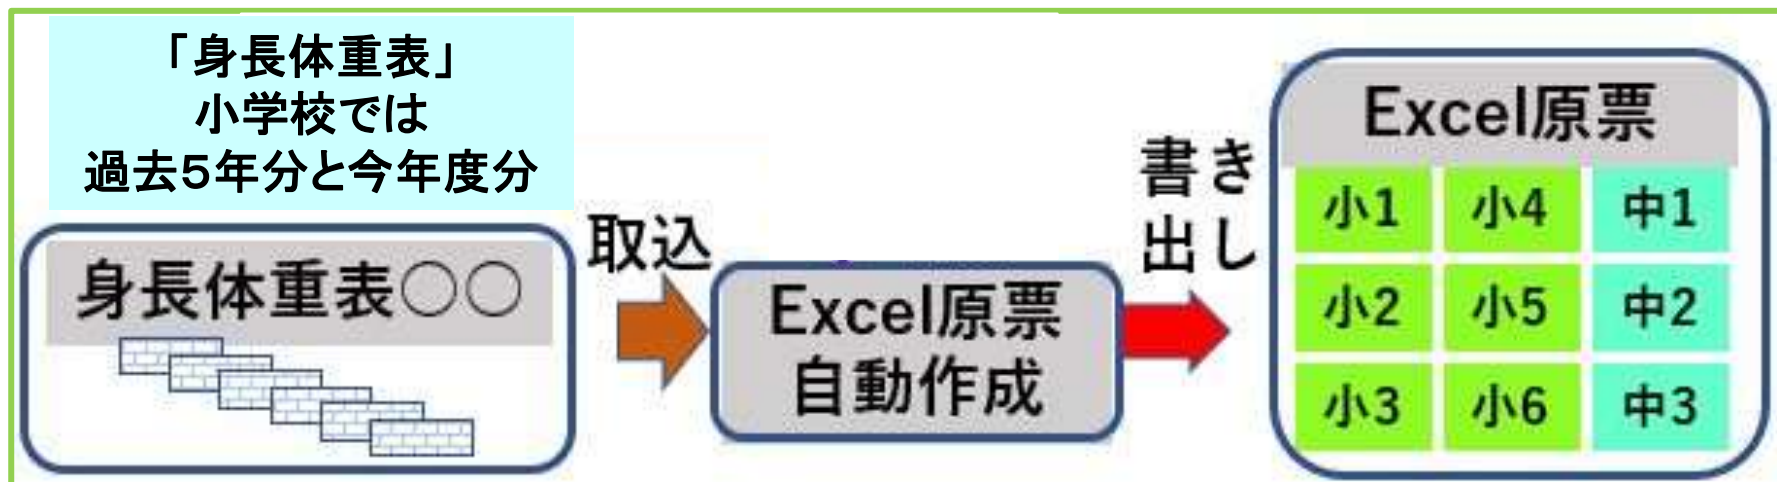 「身長体重表」
小学校では
過去5年分と今年度分
身長体重表〇〇
取込
Excel原票
自動作成
書き
出し
Excel原票
小1 小4 中1
小2 小5 中2
小3 小6 中3